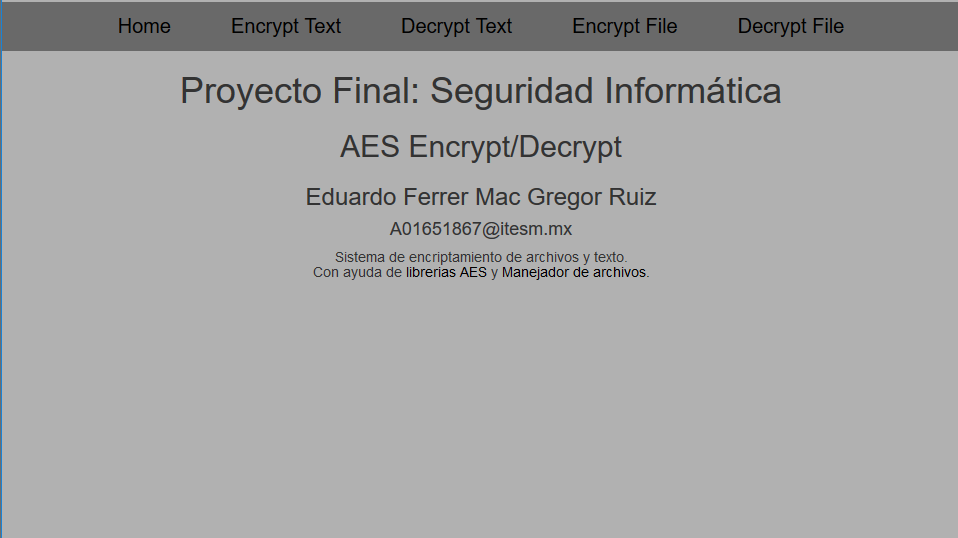 Home Encrypt Text Decrypt Text Encrypt File Decrypt File
Proyecto Final: Seguridad Informática
AES Encrypt/Decrypt
Eduardo Ferrer Mac Gregor Ruiz
A01651867@itesm.mx
Sistema de encriptamiento de archivos y texto.
Con ayuda de librerias AES y Manejador de archivos.